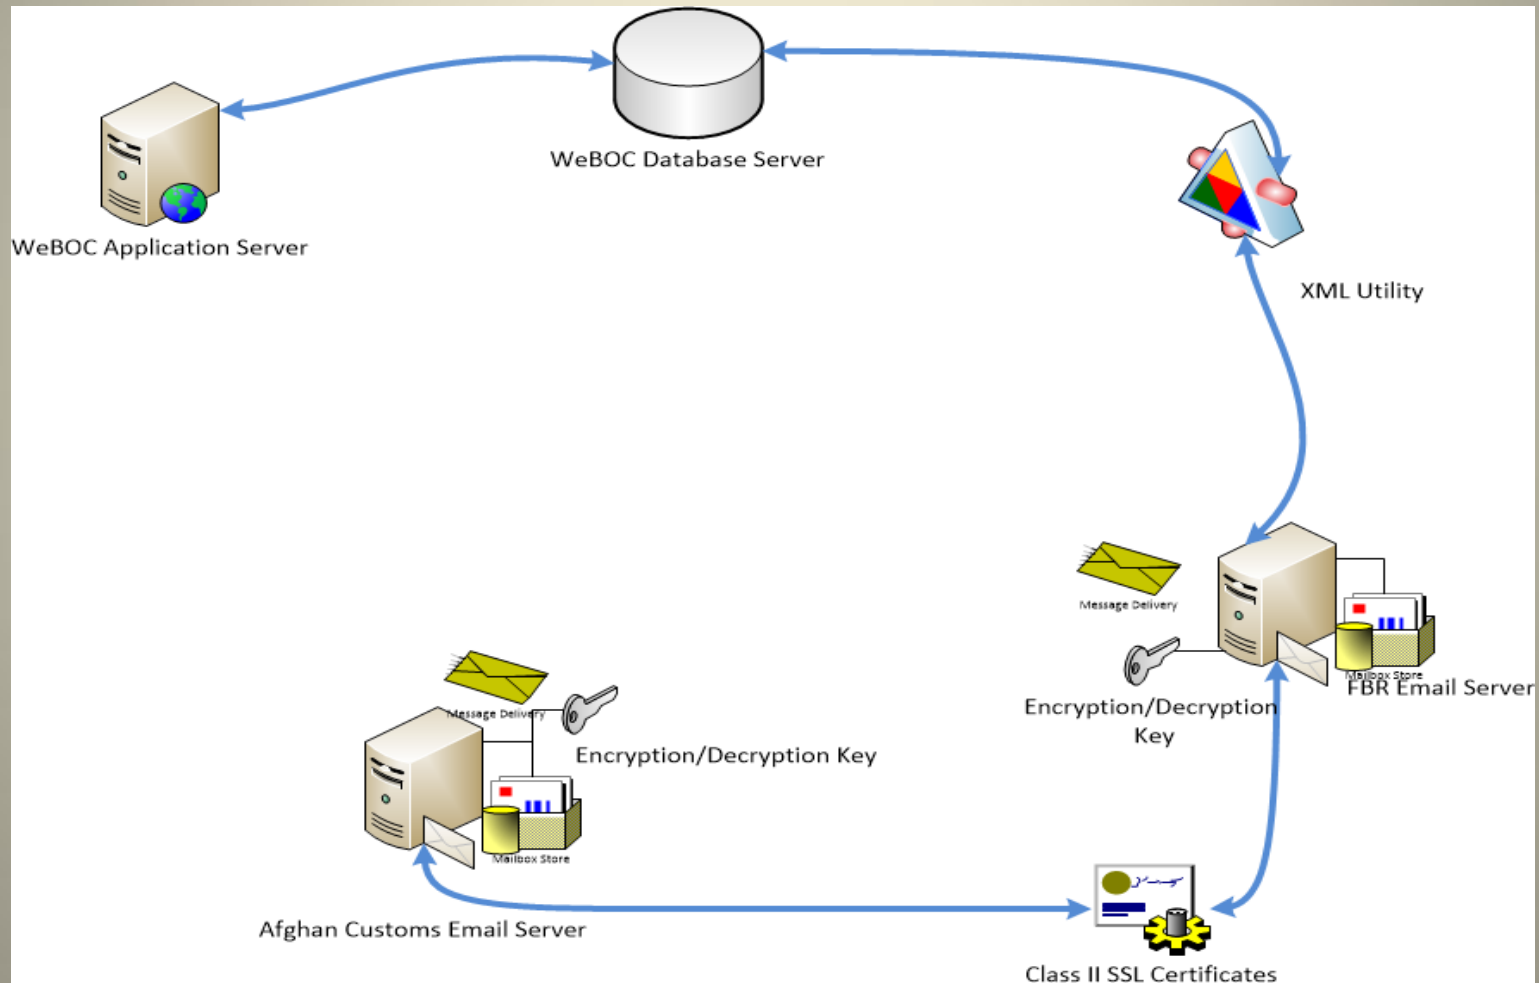 WeBOC Database Server
WeBOC Application Server
XML Utility
Message Delivery
Mailbox Store
FBR Email Server
Encryption/Decryption
Key
Message Delivery
Encryption/Decryption Key
Mailbox Store
Afghan Customs Email Server
Class II SSL Certificates